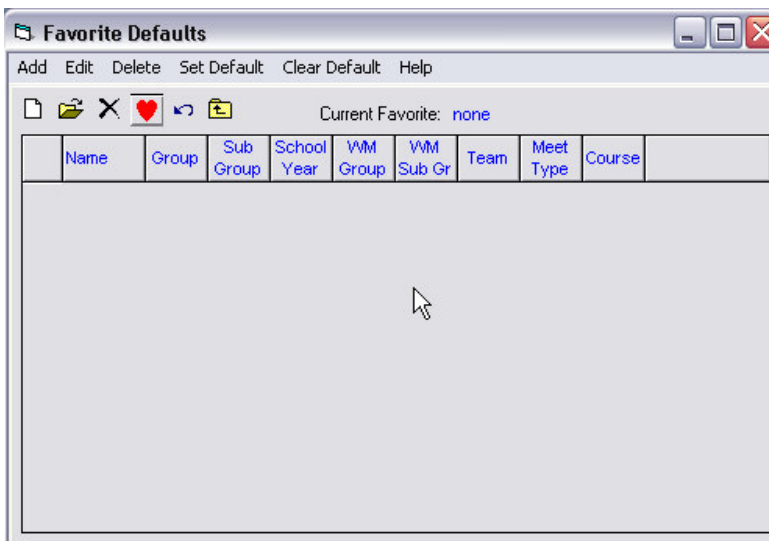 Favorite Defaults
Add Edit Delete Set Default Clear Default Help
Current Favorite: none
Name Group Sub Group School Year WM Group WM Sub Gr Team Meet Type Course